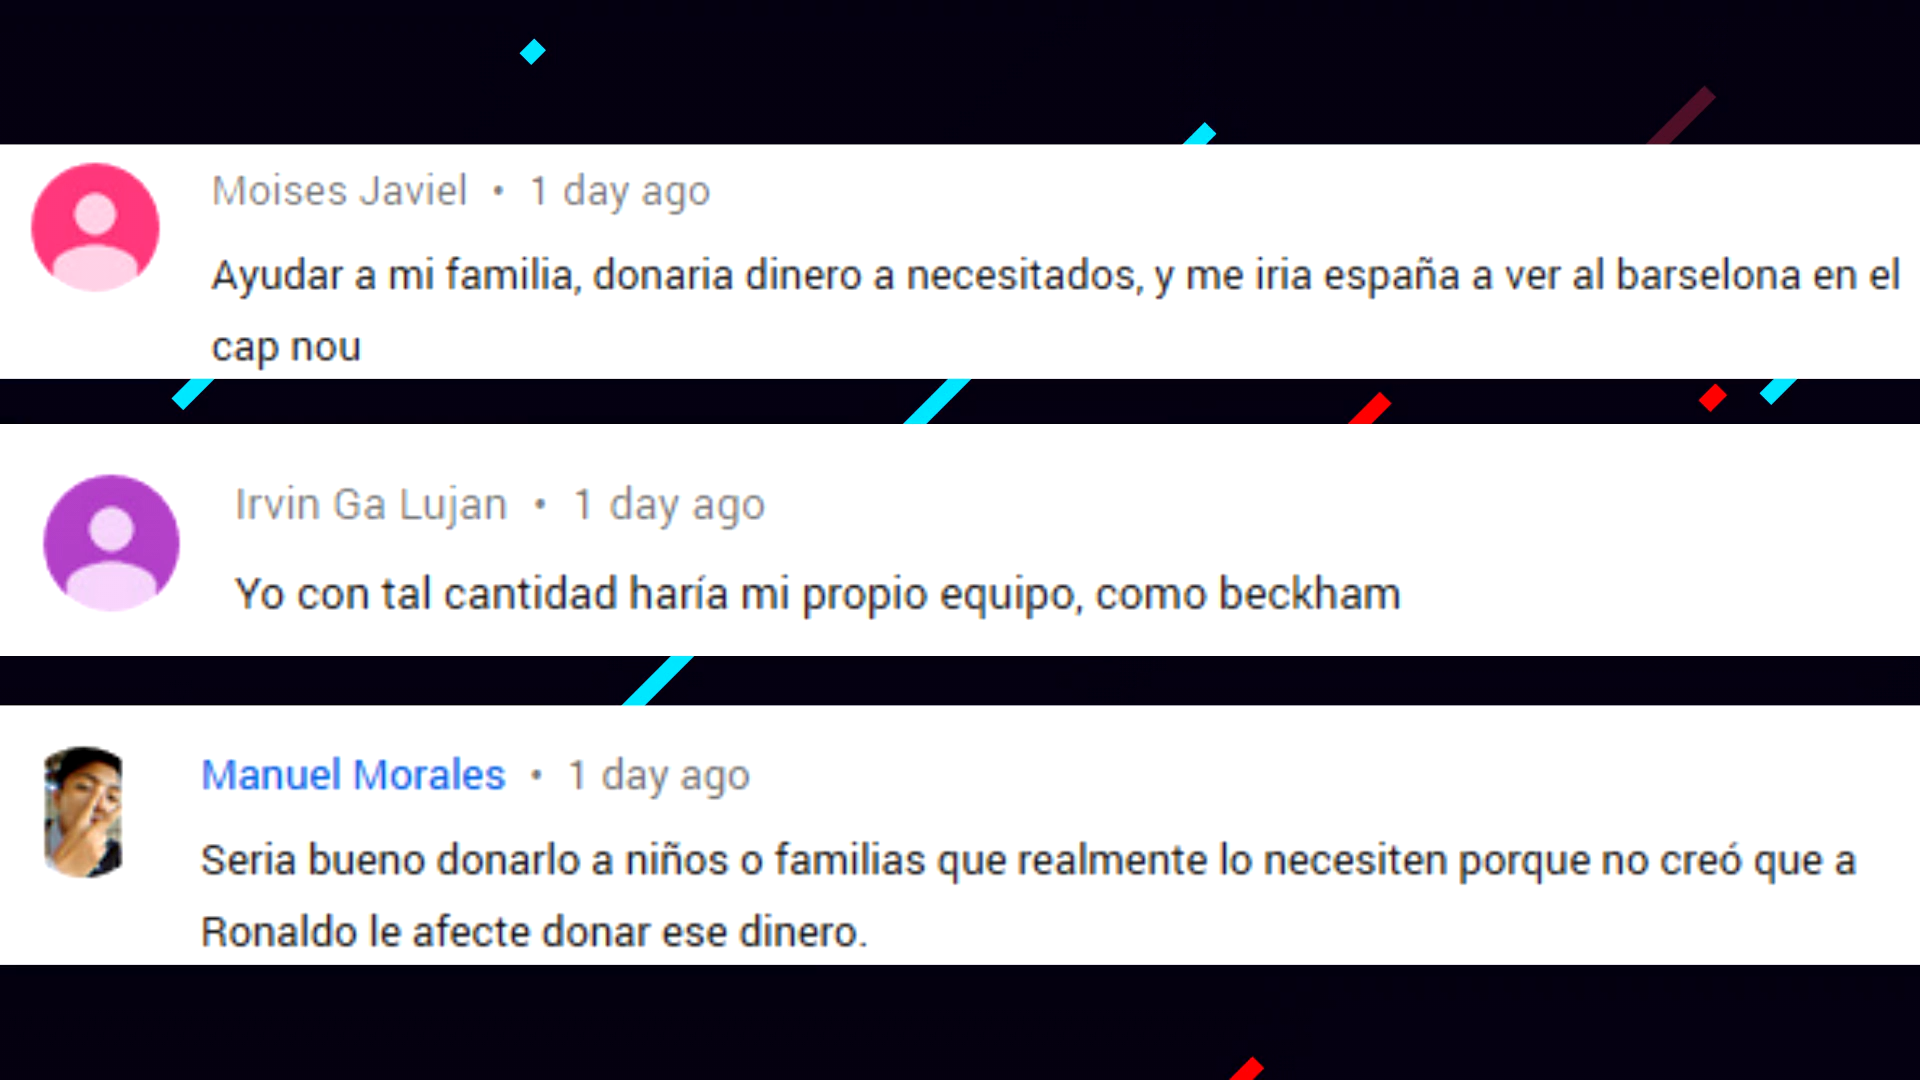 Moises Javiel • 1 day ago
Ayudar a mi familia, donaria dinero a necesitados, y me iria españa a ver al barselona en el
cap nou
Irvin Ga Lujan • 1 day ago
Yo con tal cantidad haría mi propio equipo, como beckham
Manuel Morales • 1 day ago
Seria bueno donarlo a niños o familias que realmente lo necesiten porque no creó que a
Ronaldo le afecte donar ese dinero.